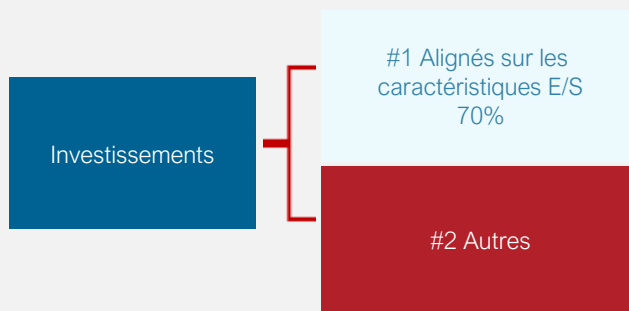 #1 Alignés sur les
caractéristiques E/S
70%
Investissements
#2 Autres